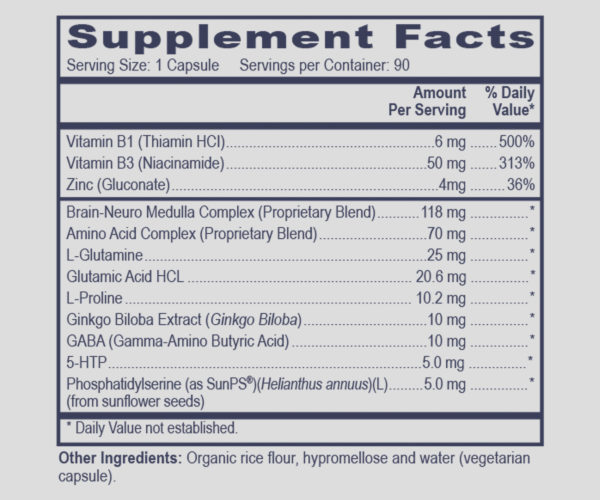 Supplement Facts
Serving Size: 1 Capsule Servings per Container: 90
Amount Per Serving % Daily Value*
Vitamin B1 (Thiamin HCl) 6 mg 500%
Vitamin B3 (Niacinamide) 50 mg 313%
Zinc (Gluconate) 4mg 36%
Brain-Neuro Medulla Complex (Proprietary Blend) 118 mg *
Amino Acid Complex (Proprietary Blend) 70 mg *
L-Glutamine 25 mg *
Glutamic Acid HCL 20.6 mg *
L-Proline 10.2 mg *
Ginkgo Biloba Extract (Ginkgo Biloba) 10 mg *
GABA (Gamma-Amino Butyric Acid) 10 mg *
5-HTP 5.0 mg *
Phosphatidylserine (as SunPS®)(Helianthus annuus)(L) 5.0 mg *
(from sunflower seeds)
* Daily Value not established.
Other Ingredients: Organic rice flour, hypromellose and water (vegetarian
capsule).